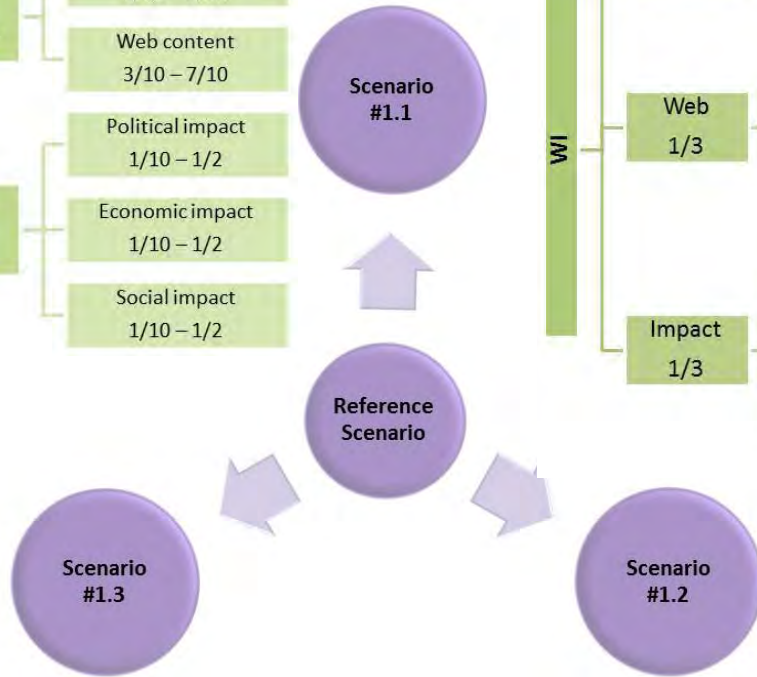 Web content
3/10 – 7/10
Political impact
1/10 – 1/2
Economic impact
1/10 – 1/2
Social impact
1/10 – 1/2
Scenario
#1.1
WI
Web
1/3
Impact
1/3
Reference
Scenario
Scenario
#1.3
Scenario
#1.2